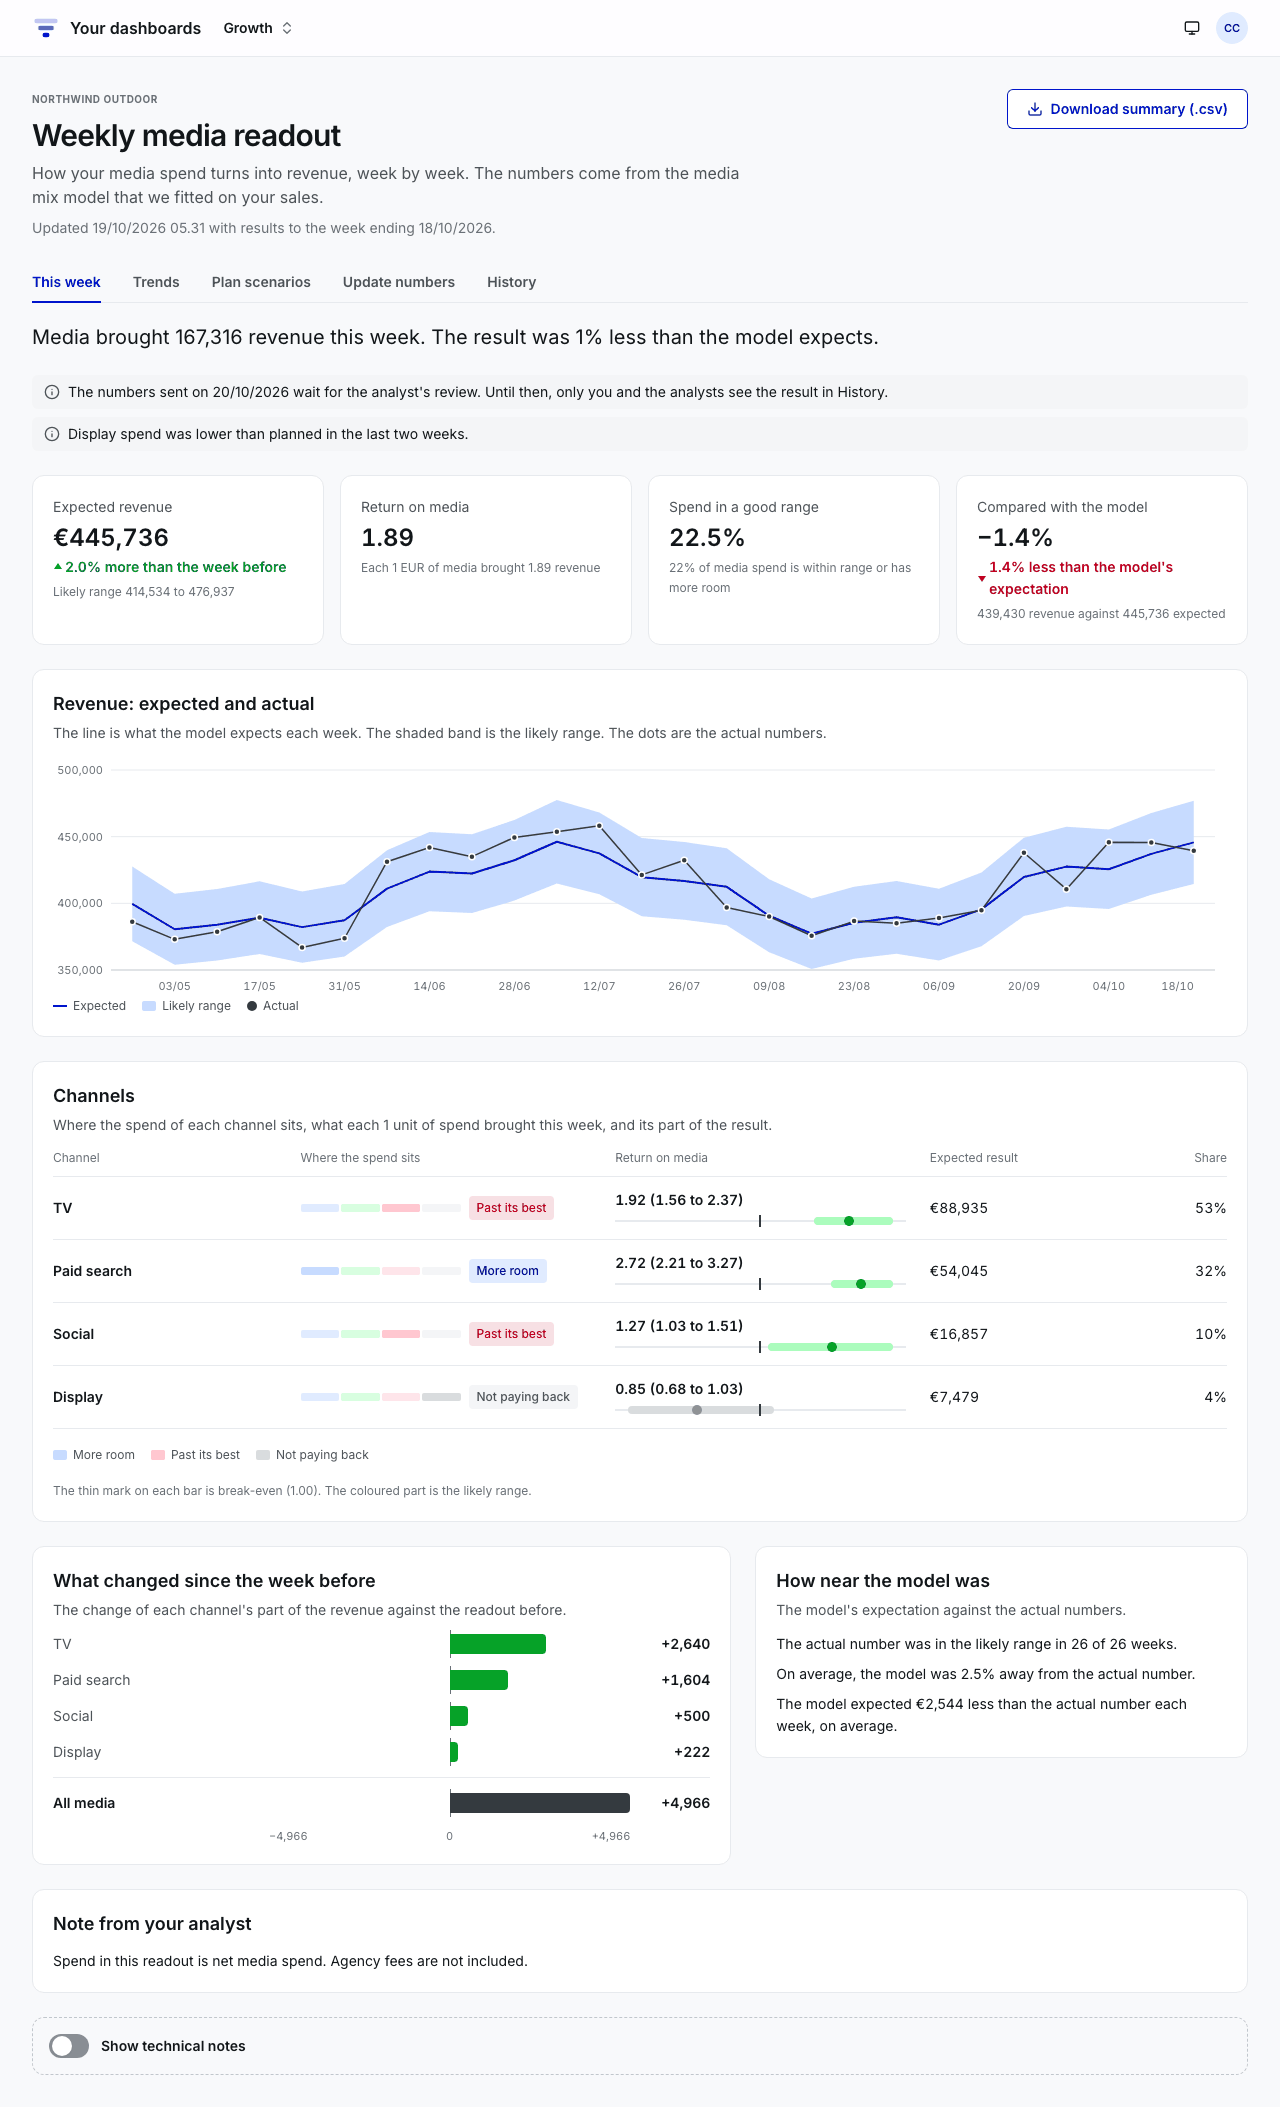 Your dashboards
Growth
CC
NORTHWIND OUTDOOR
Download summary (.csv)
Weekly media readout
How your media spend turns into revenue, week by week. The numbers come from the media
mix model that we fitted on your sales.
Updated 19/10/2026 05.31 with results to the week ending 18/10/2026.
This week
Trends
Plan scenarios
Update numbers
History
Media brought 167,316 revenue this week. The result was 1% less than the model expects.
The numbers sent on 20/10/2026 wait for the analyst's review. Until then, only you and the analysts see the result in History.
Display spend was lower than planned in the last two weeks.
Expected revenue
€445,736
2.0% more than the week before
Likely range 414,534 to 476,937
Return on media
1.89
Each 1 EUR of media brought 1.89 revenue
Spend in a good range
22.5%
22% of media spend is within range or has
more room
Compared with the model
−1.4%
1.4% less than the model's
expectation
439,430 revenue against 445,736 expected
Revenue: expected and actual
The line is what the model expects each week. The shaded band is the likely range. The dots are the actual numbers.
500,000
450,000
400,000
350,000
03/05
17/05
31/05
14/06
28/06
12/07
26/07
09/08
23/08
06/09
20/09
04/10
18/10
Expected
Likely range
Actual
Channels
Where the spend of each channel sits, what each 1 unit of spend brought this week, and its part of the result.
Channel
Where the spend sits
Return on media
Expected result
Share
TV
Past its best
1.92 (1.56 to 2.37)
€88,935
53%
Paid search
More room
2.72 (2.21 to 3.27)
€54,045
32%
Social
Past its best
1.27 (1.03 to 1.51)
€16,857
10%
Display
Not paying back
0.85 (0.68 to 1.03)
€7,479
4%
More room
Past its best
Not paying back
The thin mark on each bar is break-even (1.00). The coloured part is the likely range.
What changed since the week before
The change of each channel's part of the revenue against the readout before.
TV
+2,640
Paid search
+1,604
Social
+500
Display
+222
All media
+4,966
−4,966
0
+4,966
How near the model was
The model's expectation against the actual numbers.
The actual number was in the likely range in 26 of 26 weeks.
On average, the model was 2.5% away from the actual number.
The model expected €2,544 less than the actual number each
week, on average.
Note from your analyst
Spend in this readout is net media spend. Agency fees are not included.
Show technical notes